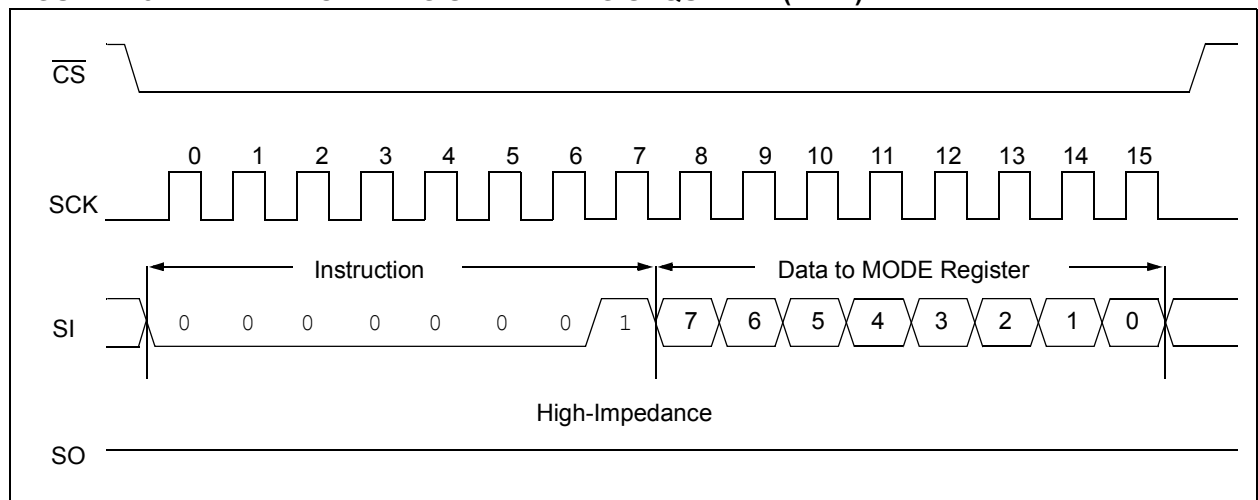 CS
0 1 2 3 4 5 6 7 8 9 10 11 12 13 14 15
SCK
Instruction Data to MODE Register
SI 0 0 0 0 0 0 0 1 7 6 5 4 3 2 1 0
High-Impedance
SO